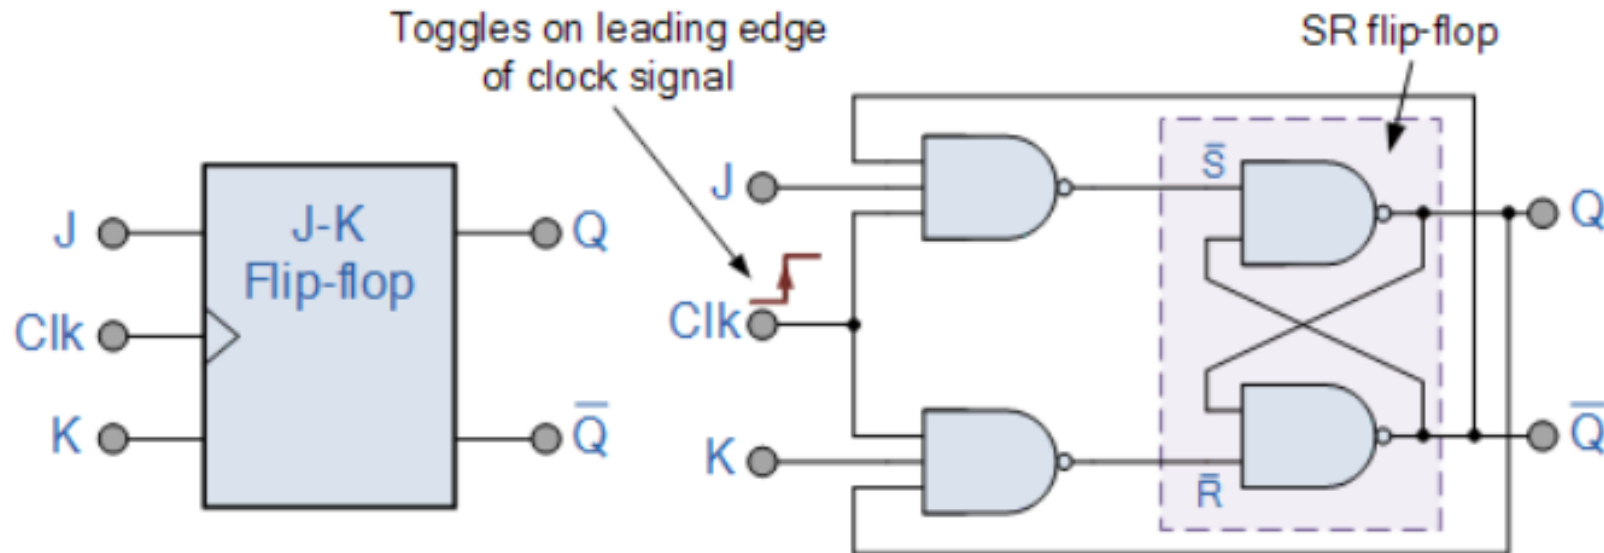 Toggles on leading edge
of clock signal
SR flip-flop
J
J-K
Flip-flop
Q
Clk
K
Q̅
J
S̅
Q
Clk
K
R̅
Q̅